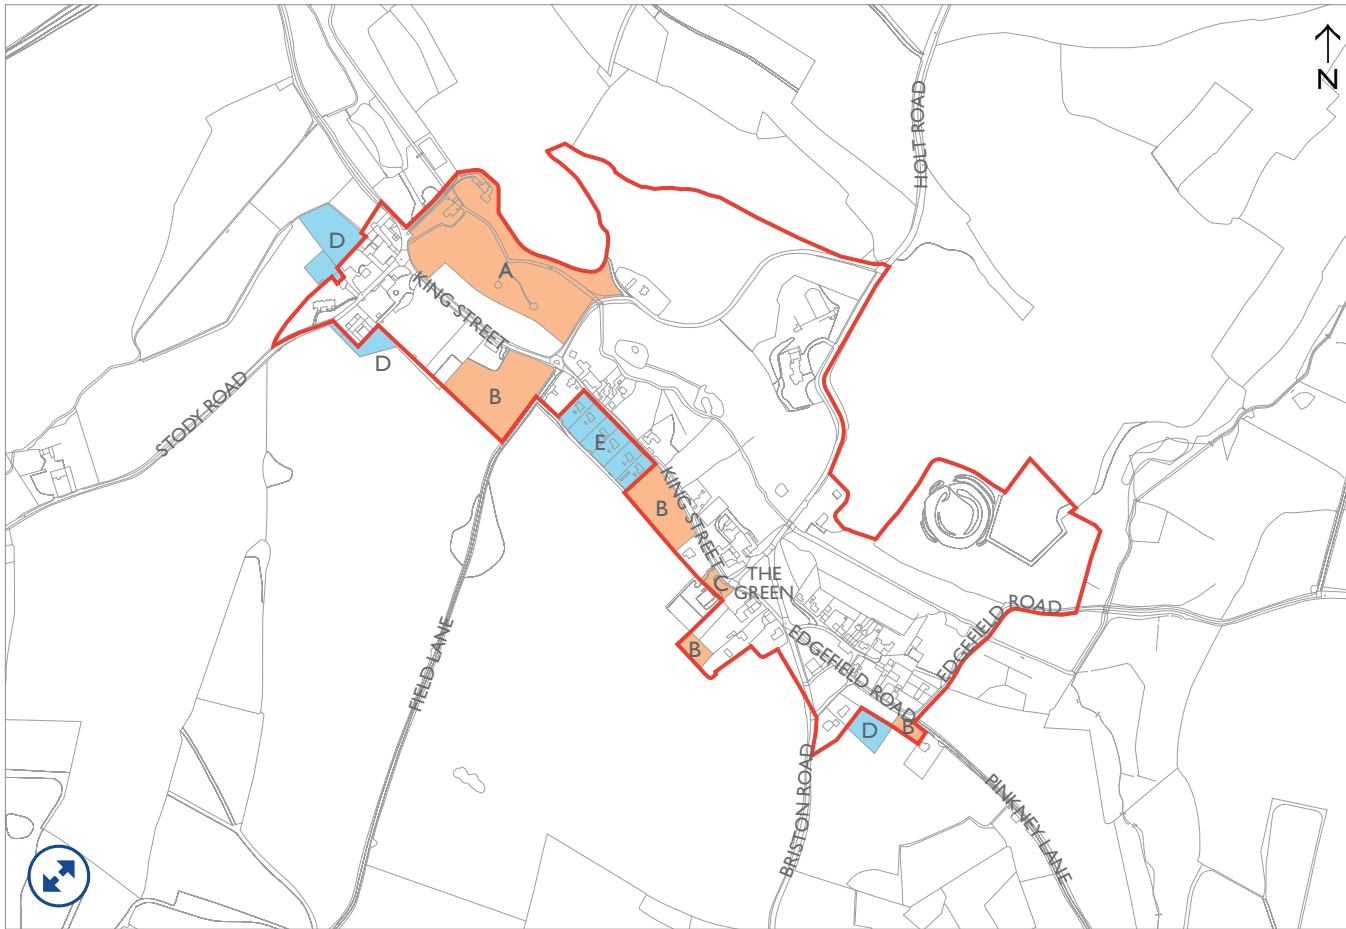 N
HOLT ROAD
D
A
KING STREET
D
B
STODY ROAD
E
KING STREET
B
THE
GREEN
C
EDGEFIELD ROAD
B
EDGEFIELD ROAD
FIELD LANE
D
B
BRISTON ROAD
PINKNEY LANE